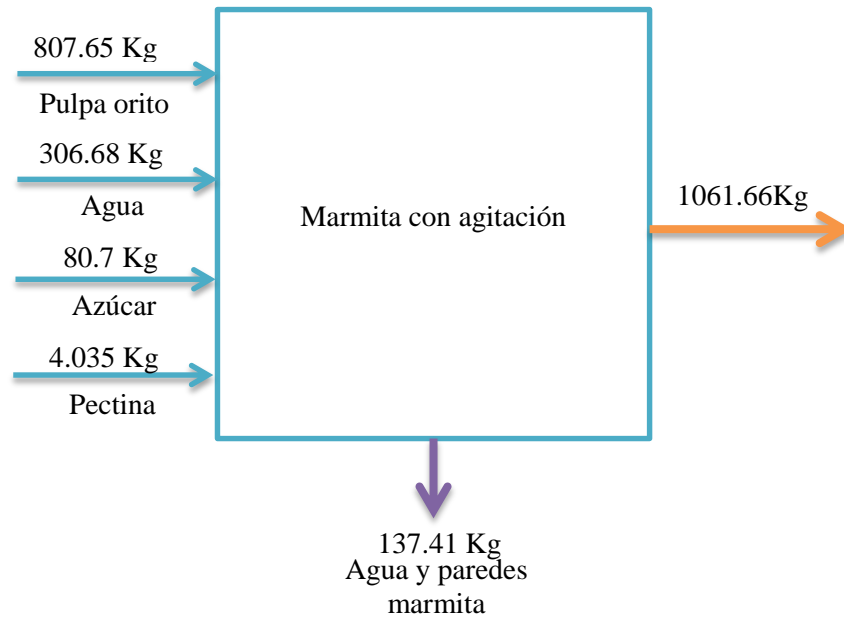 807.65 Kg
Pulpa orito
306.68 Kg
Agua
80.7 Kg
Azúcar
4.035 Kg
Pectina
Marmita con agitación
1061.66Kg
137.41 Kg
Agua y paredes
marmita